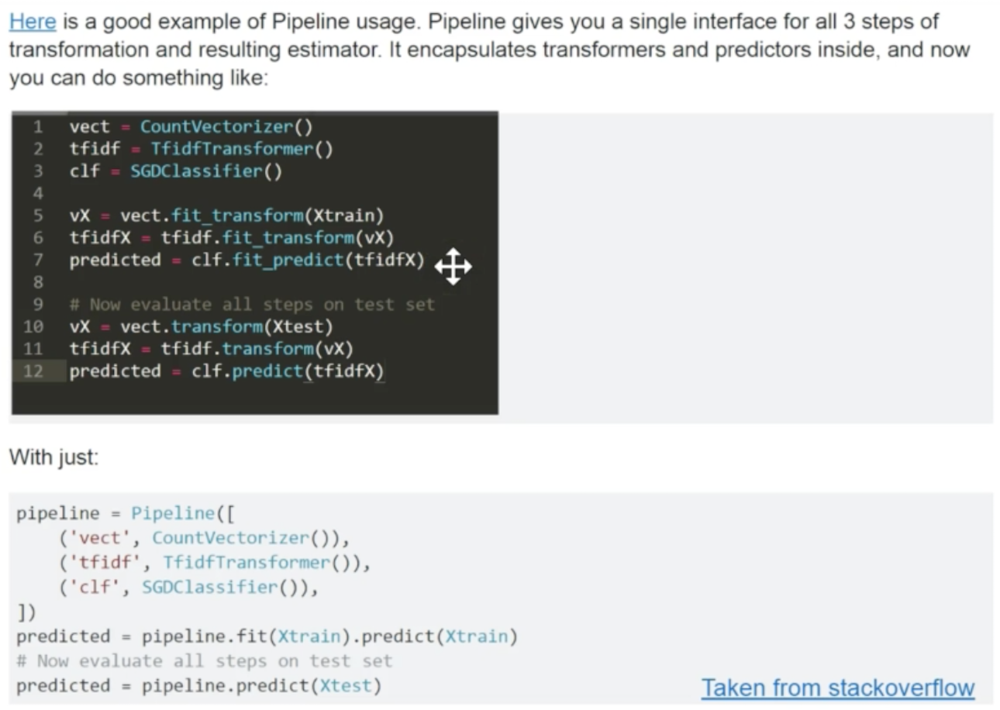 Here is a good example of Pipeline usage. Pipeline gives you a single interface for all 3 steps of
transformation and resulting estimator. It encapsulates transformers and predictors inside, and now
you can do something like:
1 vect = CountVectorizer()
2 tfidf = TfidfTransformer()
3 clf = SGDClassifier()
4
5 vX = vect.fit_transform(Xtrain)
6 tfidfX = tfidf.fit_transform(vX)
7 predicted = clf.fit_predict(tfidfX)
8
9 # Now evaluate all steps on test set
10 vX = vect.transform(Xtest)
11 tfidfX = tfidf.transform(vX)
12 predicted = clf.predict(tfidfX)
With just:
pipeline = Pipeline([
    ('vect', CountVectorizer()),
    ('tfidf', TfidfTransformer()),
    ('clf', SGDClassifier()),
])
predicted = pipeline.fit(Xtrain).predict(Xtrain)
# Now evaluate all steps on test set
predicted = pipeline.predict(Xtest)
Taken from stackoverflow